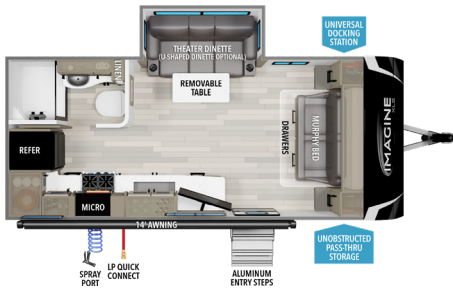 UNIVERSAL
DOCKING
STATION
THEATER DINETTE
(U-SHAPED DINETTE OPTIONAL)
LINEN
REMOVABLE
TABLE
DRAWERS
MURPHY BED
IMAGINE
XLS
REFER
MICRO
14' AWNING
SPRAY
PORT
LP QUICK
CONNECT
ALUMINUM
ENTRY STEPS
UNOBSTRUCTED
PASS-THRU
STORAGE